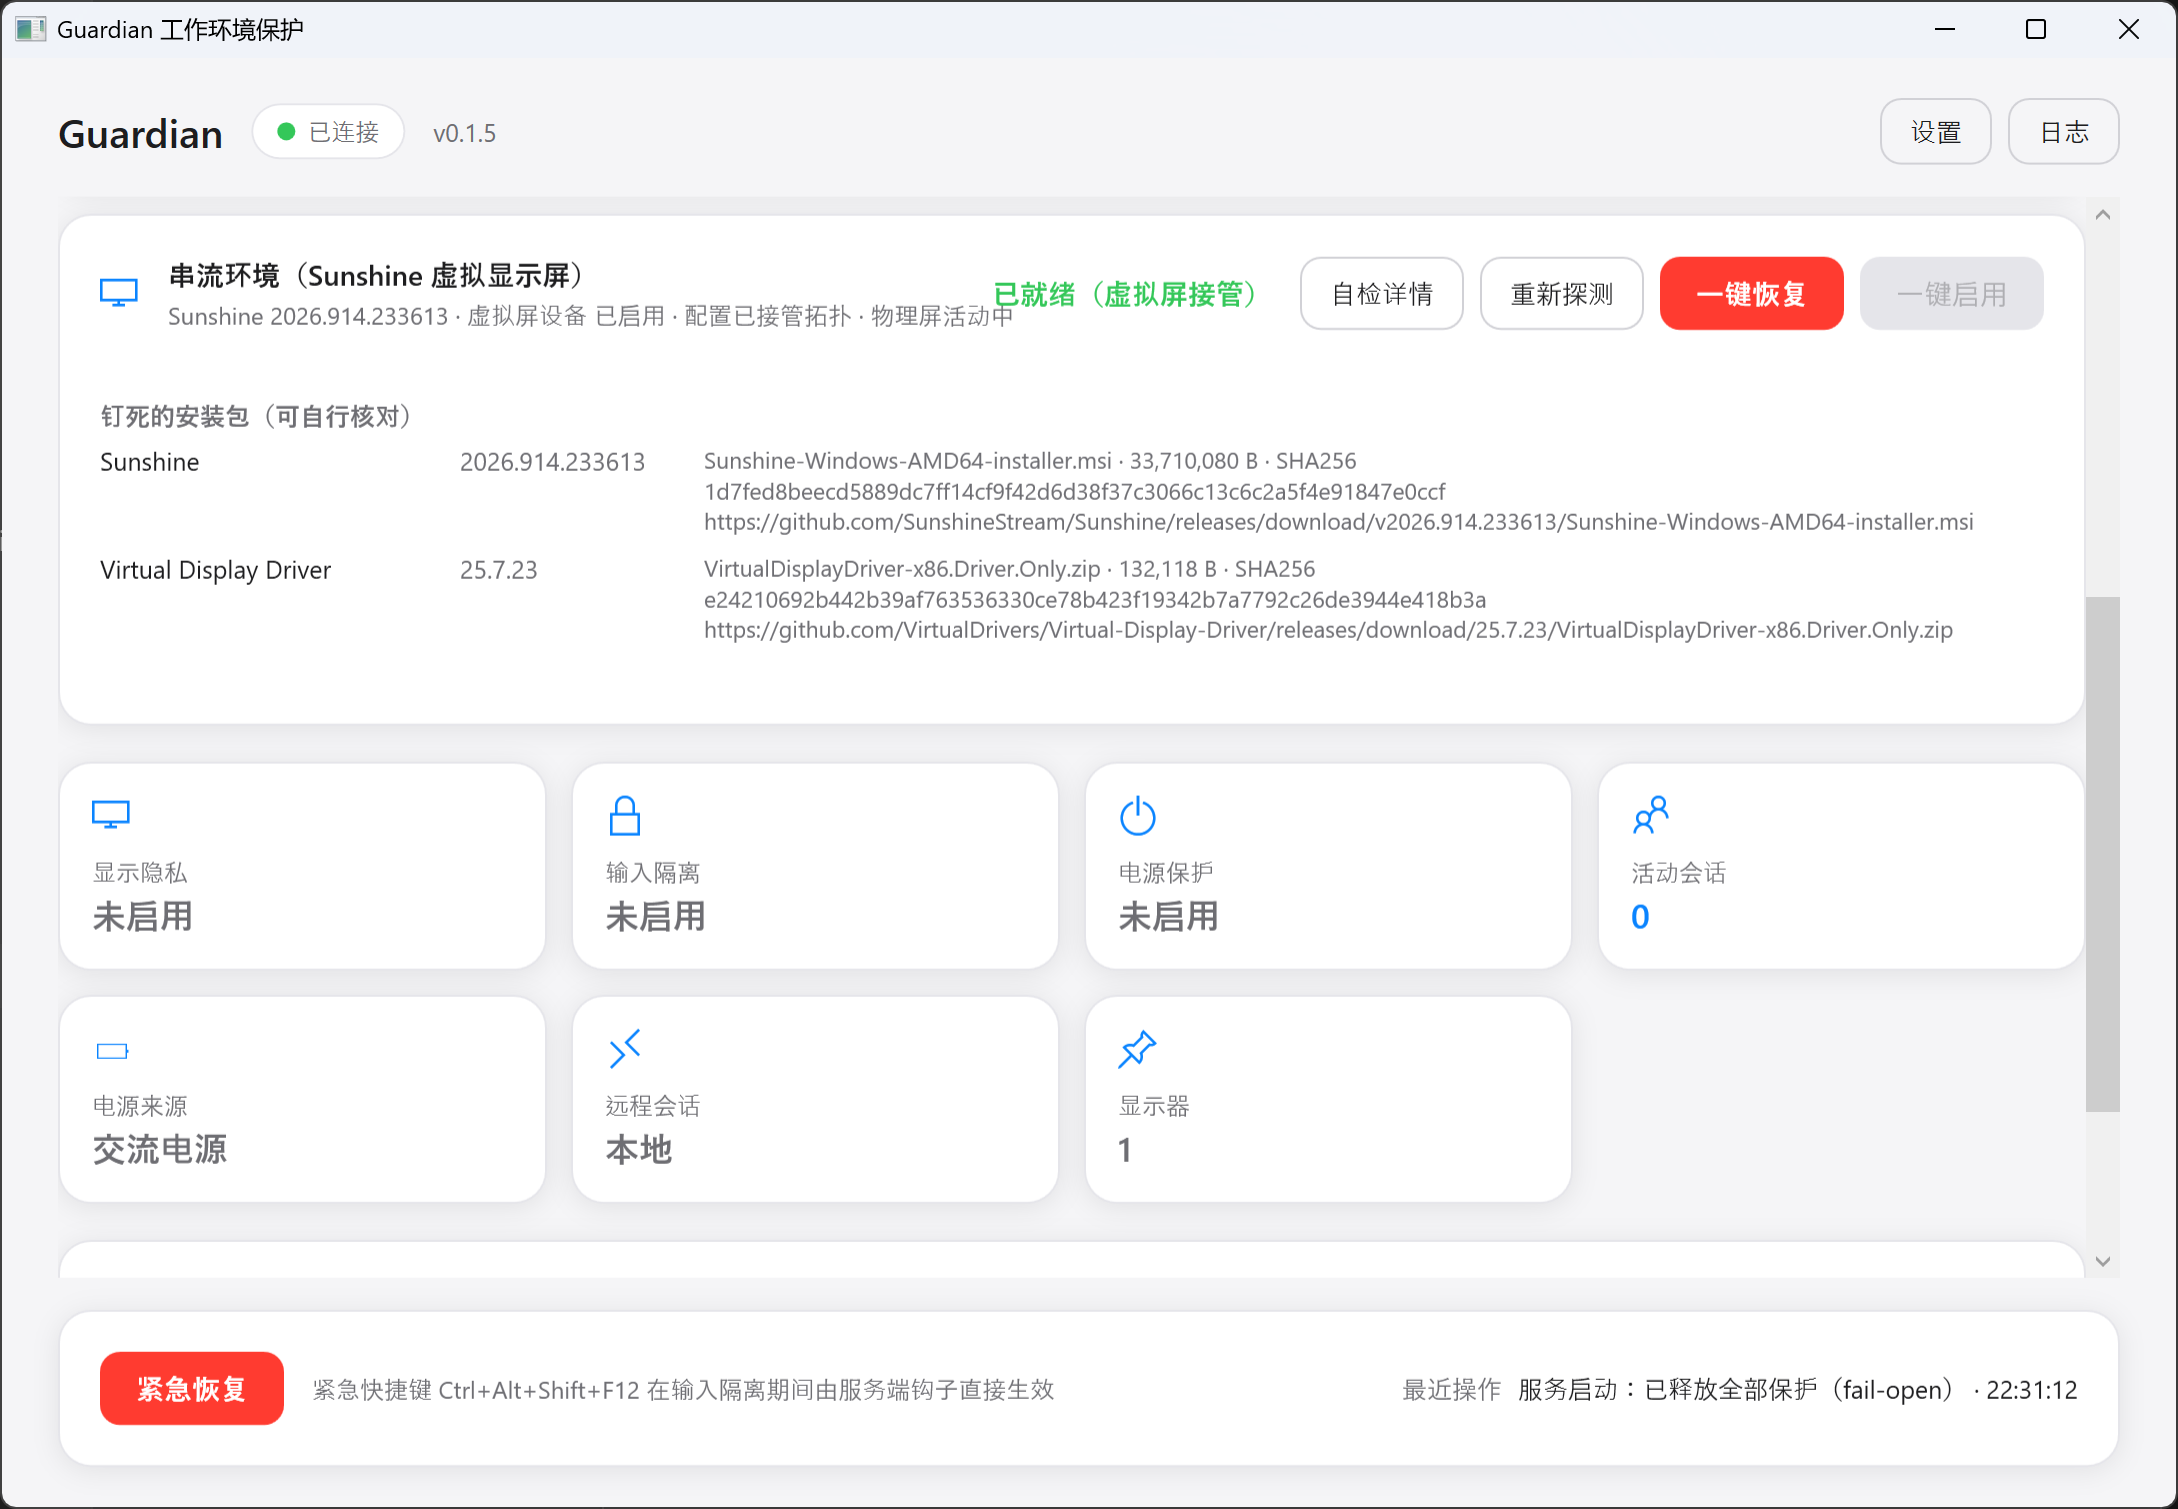 Guardian 工作环境保护
Guardian
已连接
v0.1.5
设置
日志
串流环境（Sunshine 虚拟显示屏）
Sunshine 2026.914.233613 · 虚拟屏设备 已启用 · 配置已接管拓扑 · 物理屏活动中
已就绪（虚拟屏接管）
自检详情
重新探测
一键恢复
一键启用
钉死的安装包（可自行核对）
Sunshine
2026.914.233613
Sunshine-Windows-AMD64-installer.msi · 33,710,080 B · SHA256
1d7fed8beecd5889dc7ff14cf9f42d6d38f37c3066c13c6c2a5f4e91847e0ccf
https://github.com/SunshineStream/Sunshine/releases/download/v2026.914.233613/Sunshine-Windows-AMD64-installer.msi
Virtual Display Driver
25.7.23
VirtualDisplayDriver-x86.Driver.Only.zip · 132,118 B · SHA256
e24210692b442b39af763536330ce78b423f19342b7a7792c26de3944e418b3a
https://github.com/VirtualDrivers/Virtual-Display-Driver/releases/download/25.7.23/VirtualDisplayDriver-x86.Driver.Only.zip
显示隐私
未启用
输入隔离
未启用
电源保护
未启用
活动会话
0
电源来源
交流电源
远程会话
本地
显示器
1
紧急恢复
紧急快捷键 Ctrl+Alt+Shift+F12 在输入隔离期间由服务端钩子直接生效
最近操作
服务启动：已释放全部保护（fail-open） · 22:31:12